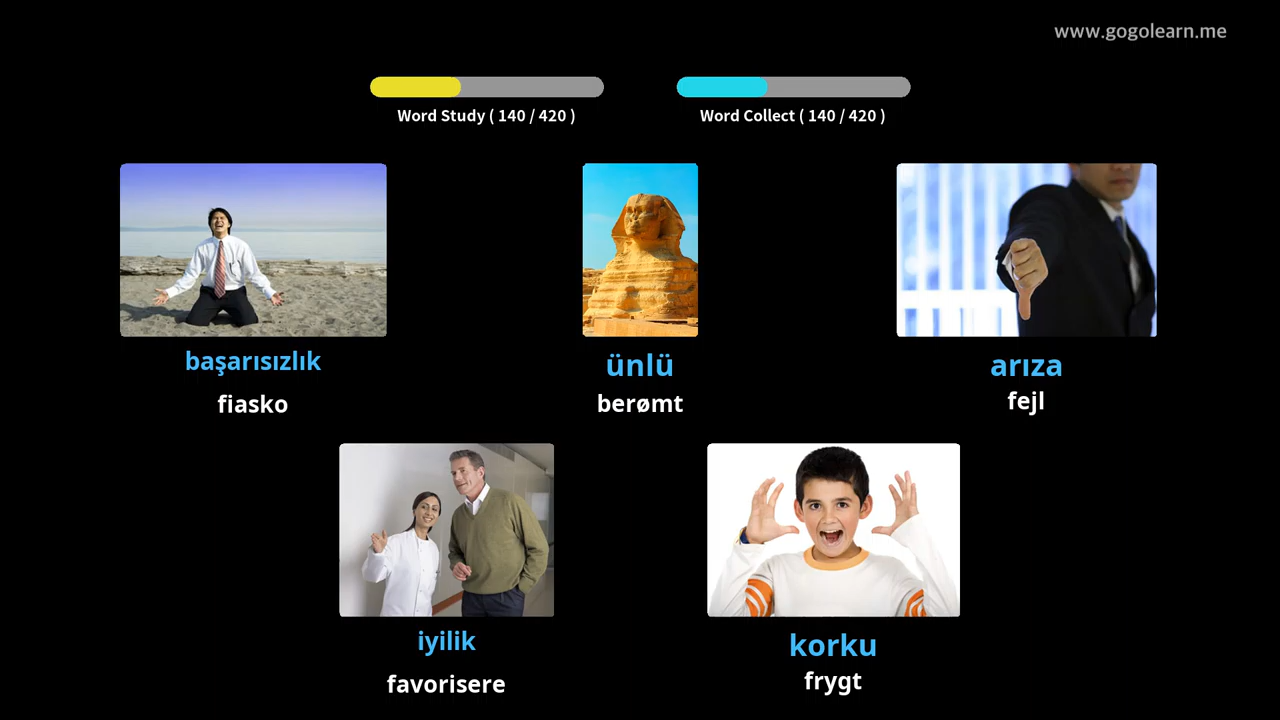 www.gogolearn.me
Word Study ( 140 / 420 )
Word Collect ( 140 / 420 )
başarısızlık
fiasko
ünlü
berømt
arıza
fejl
iyilik
favorisere
korku
frygt